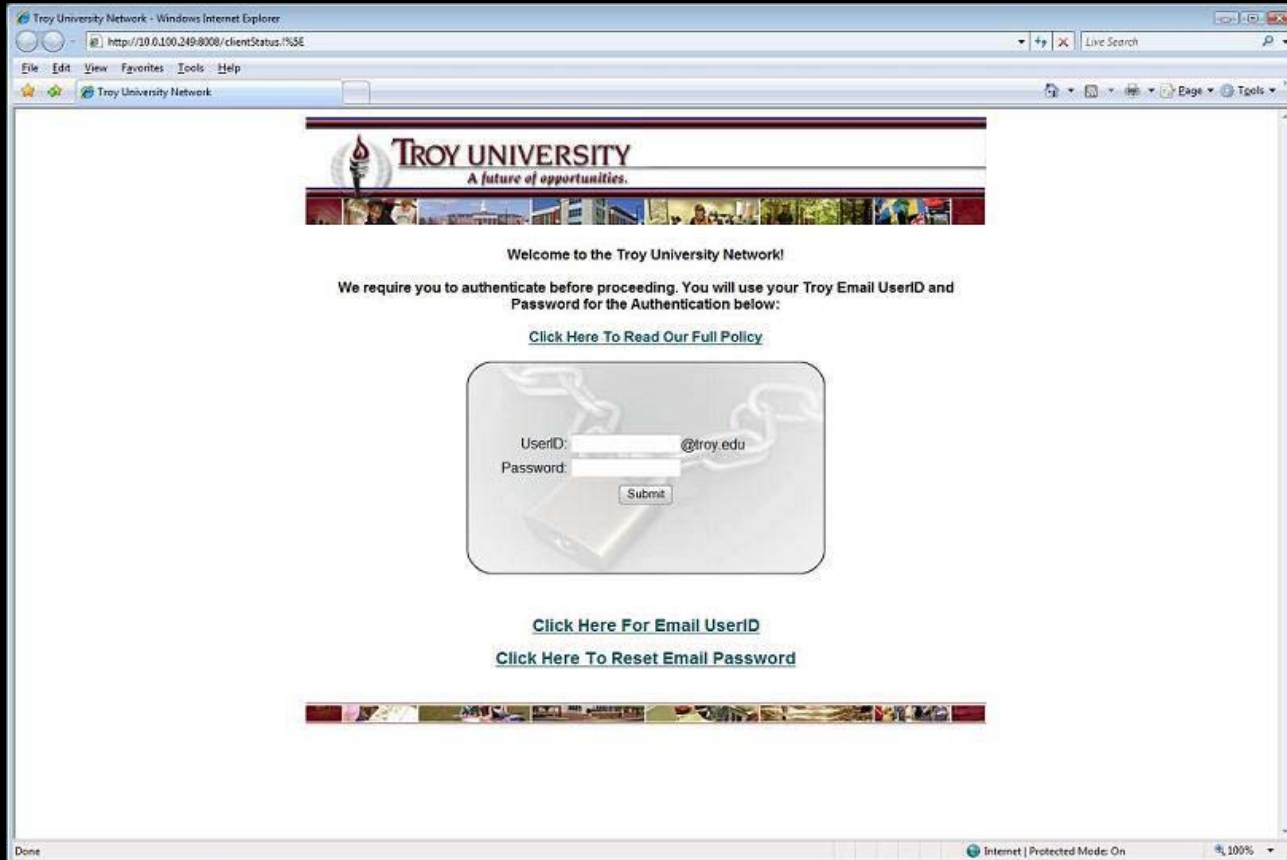 Troy University Network - Windows Internet Explorer
http://10.0.100.249:8008/clientStatus.!%5E
Live Search
File Edit View Favorites Tools Help
Troy University Network
Page Tools
TROY UNIVERSITY
A future of opportunities.
Welcome to the Troy University Network!
We require you to authenticate before proceeding. You will use your Troy Email UserID and
Password for the Authentication below:
Click Here To Read Our Full Policy
UserID: @troy.edu
Password:
Submit
Click Here For Email UserID
Click Here To Reset Email Password
Done
Internet | Protected Mode: On
100%